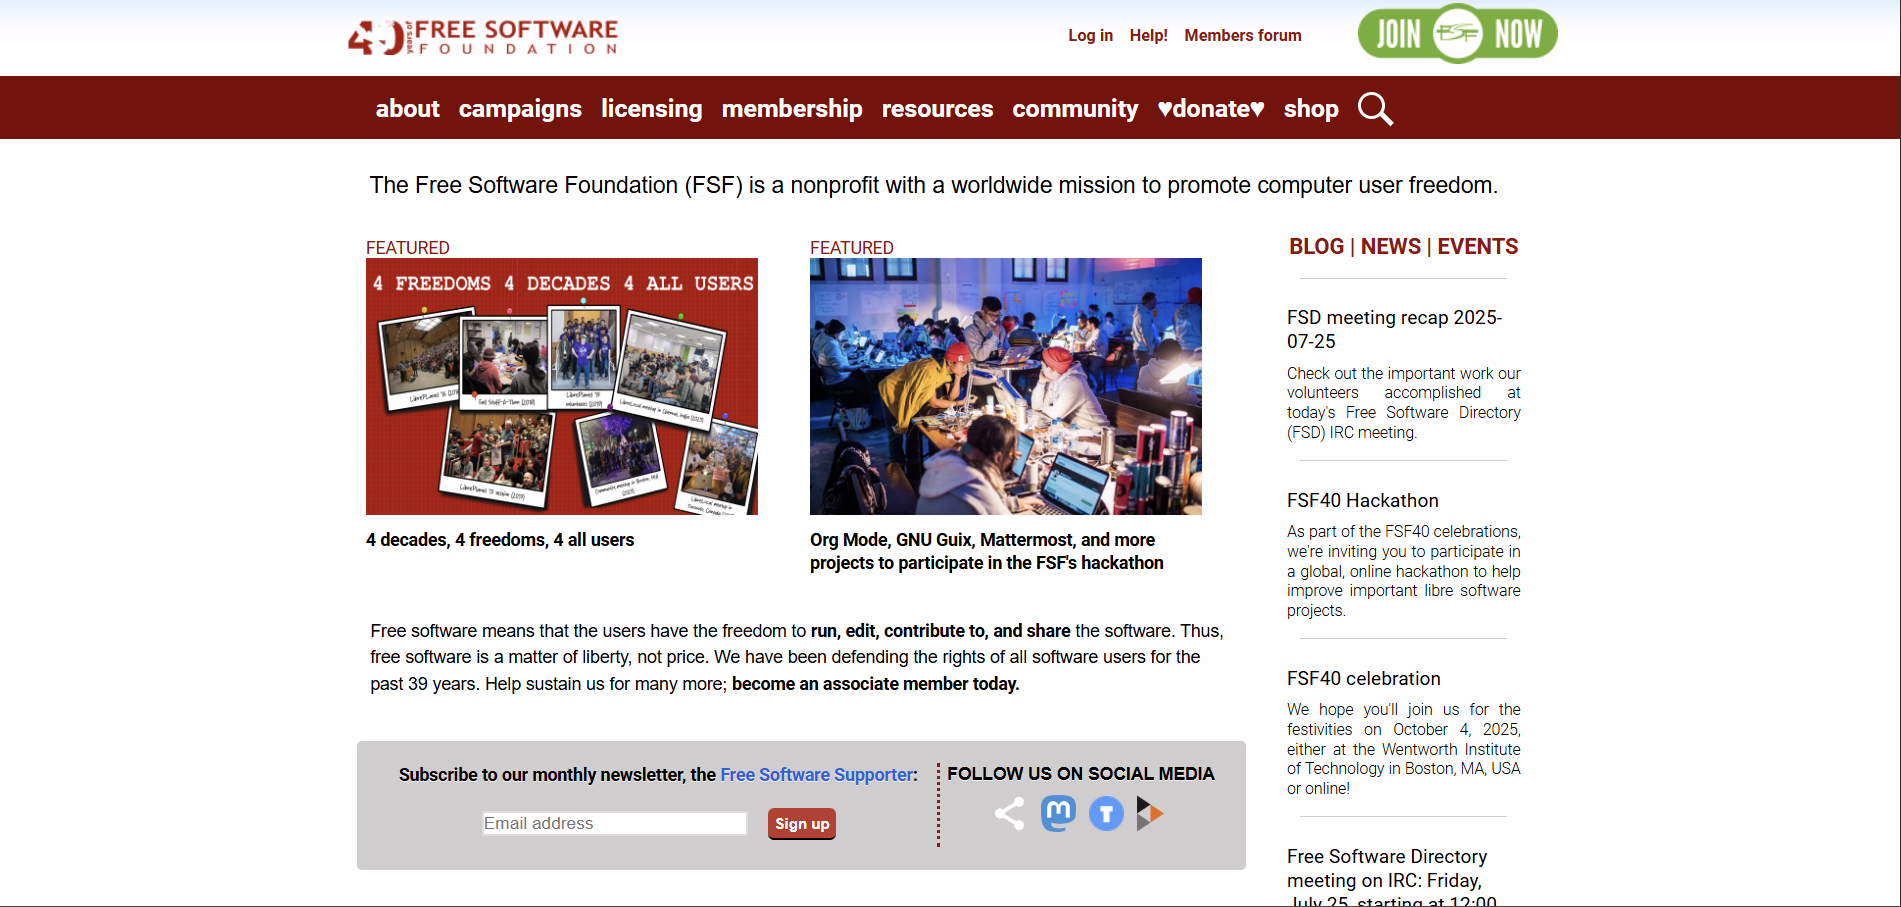 40 years of FREE SOFTWARE
FOUNDATION
Log in Help! Members forum
JOIN FSF NOW
about campaigns licensing membership resources community ♥donate♥ shop
The Free Software Foundation (FSF) is a nonprofit with a worldwide mission to promote computer user freedom.
FEATURED
4 FREEDOMS 4 DECADES 4 ALL USERS
4 decades, 4 freedoms, 4 all users
FEATURED
Org Mode, GNU Guix, Mattermost, and more
projects to participate in the FSF's hackathon
Free software means that the users have the freedom to run, edit, contribute to, and share the software. Thus,
free software is a matter of liberty, not price. We have been defending the rights of all software users for the
past 39 years. Help sustain us for many more; become an associate member today.
Subscribe to our monthly newsletter, the Free Software Supporter:
Email address
Sign up
FOLLOW US ON SOCIAL MEDIA
BLOG | NEWS | EVENTS
FSD meeting recap 2025-
07-25
Check out the important work our
volunteers accomplished at
today's Free Software Directory
(FSD) IRC meeting.
FSF40 Hackathon
As part of the FSF40 celebrations,
we're inviting you to participate in
a global, online hackathon to help
improve important libre software
projects.
FSF40 celebration
We hope you'll join us for the
festivities on October 4, 2025,
either at the Wentworth Institute
of Technology in Boston, MA, USA
or online!
Free Software Directory
meeting on IRC: Friday,
July 25, starting at 12:00